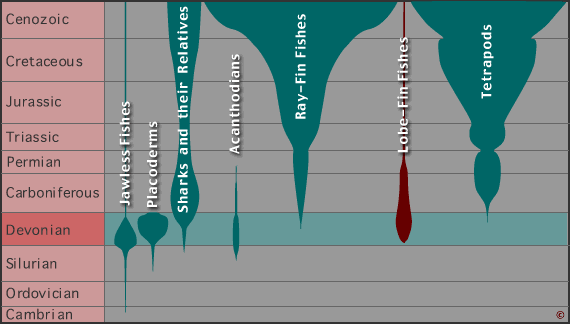 Cenozoic
Cretaceous
Jurassic
Triassic
Permian
Carboniferous
Devonian
Silurian
Ordovician
Cambrian
Jawless Fishes
Placoderms
Sharks and their Relatives
Acanthodians
Ray-Fin Fishes
Lobe-Fin Fishes
Tetrapods
©